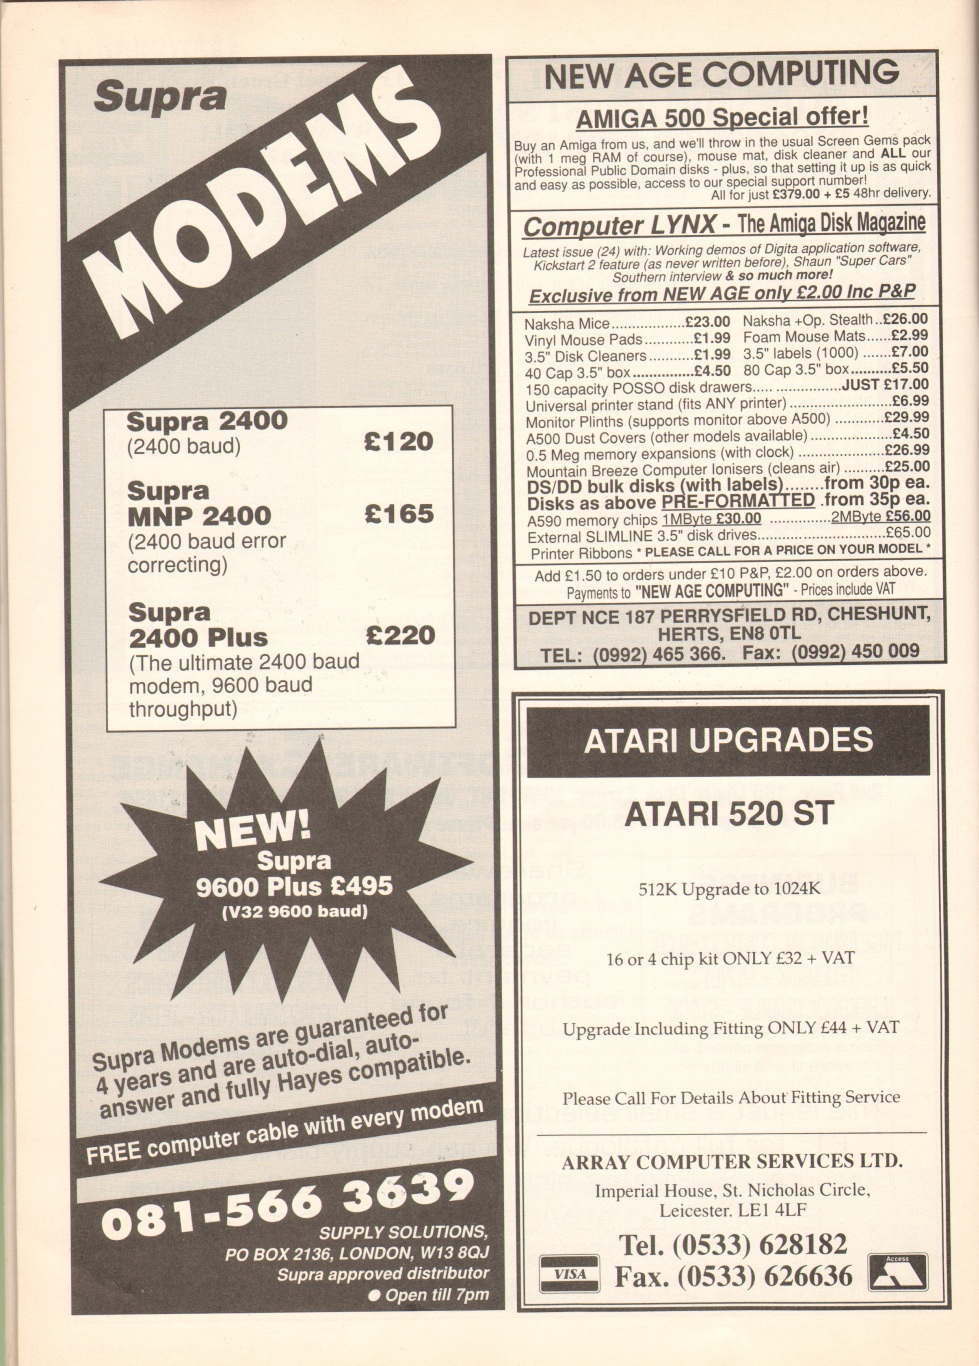 Supra
MODEMS
Supra 2400
(2400 baud) £120
Supra
MNP 2400 £165
(2400 baud error
correcting)
Supra
2400 Plus £220
(The ultimate 2400 baud
modem, 9600 baud
throughput)
NEW!
Supra
9600 Plus £495
(V32 9600 baud)
Supra Modems are guaranteed for
4 years and are auto-dial, auto-
answer and fully Hayes compatible.
FREE computer cable with every modem
081-566 3639
SUPPLY SOLUTIONS,
PO BOX 2136, LONDON, W13 8QJ
Supra approved distributor
● Open till 7pm
NEW AGE COMPUTING
AMIGA 500 Special offer!
Buy an Amiga from us, and we'll throw in the usual Screen Gems pack
(with 1 meg RAM of course), mouse mat, disk cleaner and ALL our
Professional Public Domain disks - plus, so that setting it up is as quick
and easy as possible, access to our special support number!
All for just £379.00 + £5 48hr delivery.
Computer LYNX - The Amiga Disk Magazine
Latest issue (24) with: Working demos of Digita application software,
Kickstart 2 feature (as never written before), Shaun "Super Cars"
Southern interview & so much more!
Exclusive from NEW AGE only £2.00 Inc P&P
Naksha Mice..................£23.00 Naksha +Op. Stealth..£26.00
Vinyl Mouse Pads............£1.99 Foam Mouse Mats......£2.99
3.5" Disk Cleaners...........£1.99 3.5" labels (1000) .......£7.00
40 Cap 3.5" box..............£4.50 80 Cap 3.5" box..........£5.50
150 capacity POSSO disk drawers..... ................JUST £17.00
Universal printer stand (fits ANY printer)........................£6.99
Monitor Plinths (supports monitor above A500) ............£29.99
A500 Dust Covers (other models available)...................£4.50
0.5 Meg memory expansions (with clock) .....................£26.99
Mountain Breeze Computer Ionisers (cleans air) ..........£25.00
DS/DD bulk disks (with labels)........from 30p ea.
Disks as above PRE-FORMATTED .from 35p ea.
A590 memory chips 1MByte £30.00 ..............2MByte £56.00
External SLIMLINE 3.5" disk drives..............................£65.00
Printer Ribbons * PLEASE CALL FOR A PRICE ON YOUR MODEL *
Add £1.50 to orders under £10 P&P, £2.00 on orders above.
Payments to "NEW AGE COMPUTING" - Prices include VAT
DEPT NCE 187 PERRYSFIELD RD, CHESHUNT,
HERTS, EN8 0TL
TEL: (0992) 465 366. Fax: (0992) 450 009
ATARI UPGRADES
ATARI 520 ST
512K Upgrade to 1024K
16 or 4 chip kit ONLY £32 + VAT
Upgrade Including Fitting ONLY £44 + VAT
Please Call For Details About Fitting Service
ARRAY COMPUTER SERVICES LTD.
Imperial House, St. Nicholas Circle,
Leicester. LE1 4LF
Tel. (0533) 628182
Fax. (0533) 626636
VISA
Access